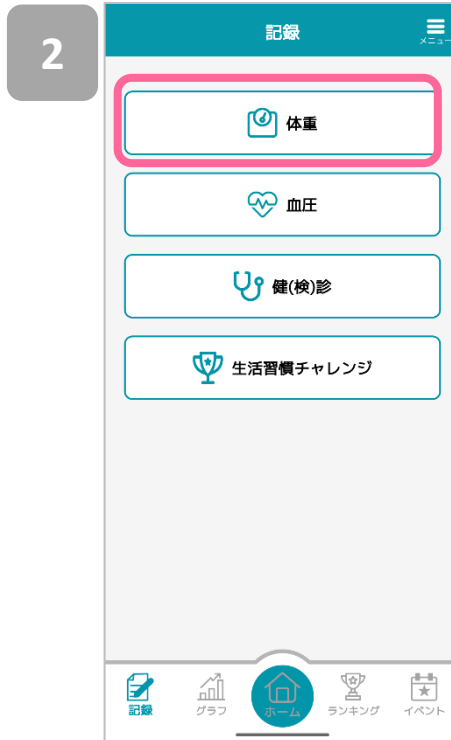 2
記録
メニュー
体重
血圧
健(検)診
生活習慣チャレンジ
記録
グラフ
ホーム
ランキング
イベント